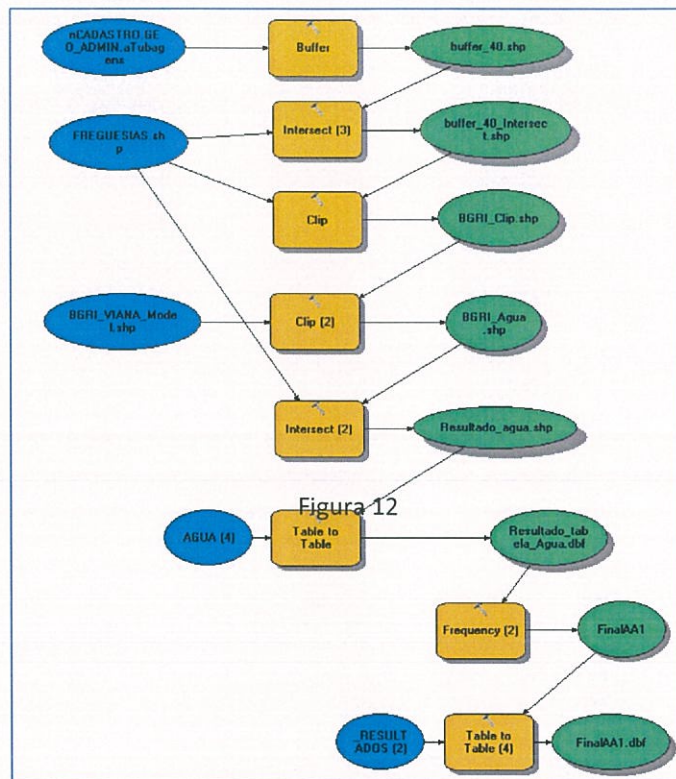 nCADASTRO.GE
O_ADMIN.aTubage
ns
Buffer
buffer_40.shp
FREGUESIAS.sh
p
Intersect (3)
buffer_40_Intersec
t.shp
Clip
BGRI_Clip.shp
BGRI_VIANA_Mode
l.shp
Clip (2)
BGRI_Agua
.shp
Intersect (2)
Resultado_agua.shp
Figura 12
AGUA (4)
Table to
Table
Resultado_tab
ela_Agua.dbf
Frequency (2)
FinalAA1
_RESULT
ADOS (2)
Table to
Table (4)
FinalAA1.dbf